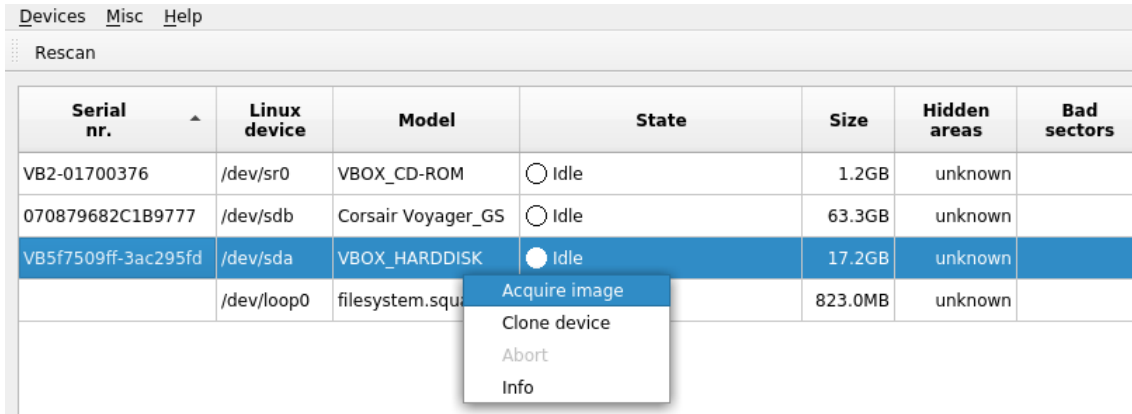 Devices Misc Help
Rescan
Serial nr. Linux device Model State Size Hidden areas Bad sectors
VB2-01700376 /dev/sr0 VBOX_CD-ROM Idle 1.2GB unknown
070879682C1B9777 /dev/sdb Corsair Voyager_GS Idle 63.3GB unknown
VB5f7509ff-3ac295fd /dev/sda VBOX_HARDDISK Idle 17.2GB unknown
/dev/loop0 filesystem.squa 823.0MB unknown
Acquire image
Clone device
Abort
Info